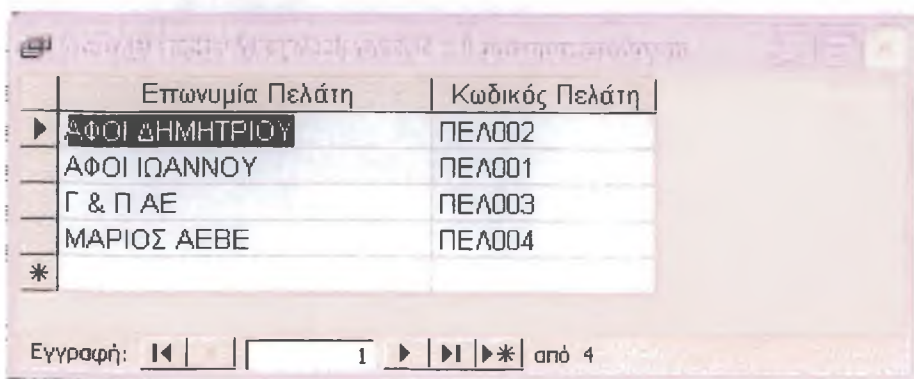 Επωνυμία Πελάτη Κωδικός Πελάτη
ΑΦΟΙ ΔΗΜΗΤΡΙΟΥ ΠΕΛ002
ΑΦΟΙ ΙΩΑΝΝΟΥ ΠΕΛ001
Γ & Π ΑΕ ΠΕΛ003
ΜΑΡΙΟΣ ΑΕΒΕ ΠΕΛ004
Εγγραφή: 1 από 4